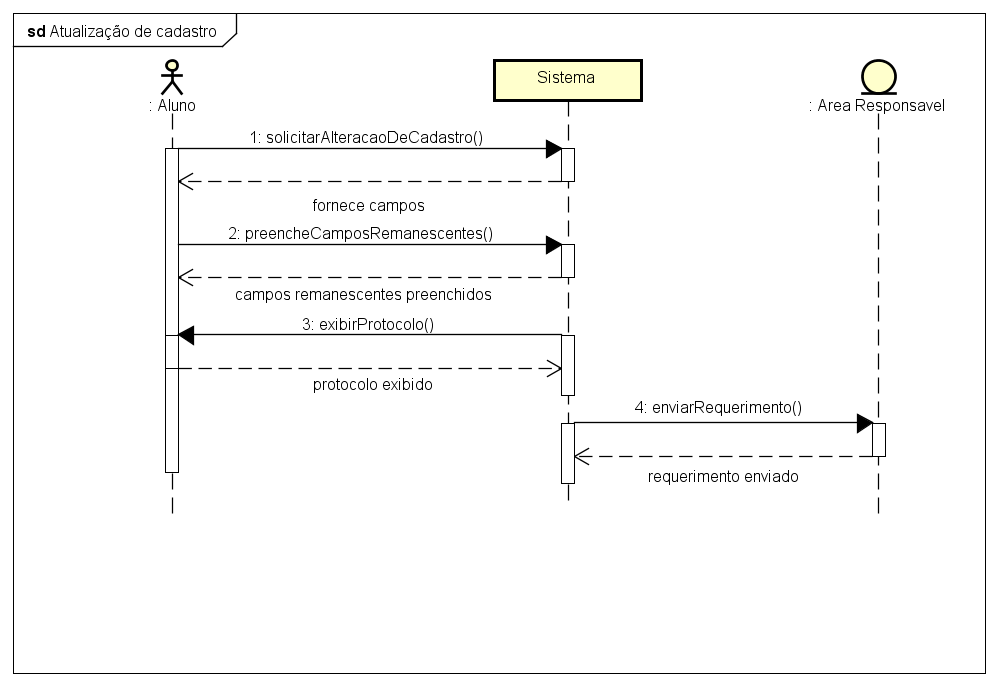 sd Atualização de cadastro
: Aluno
Sistema
: Area Responsavel
1: solicitarAlteracaoDeCadastro()
fornece campos
2: preencheCamposRemanescentes()
campos remanescentes preenchidos
3: exibirProtocolo()
protocolo exibido
4: enviarRequerimento()
requerimento enviado